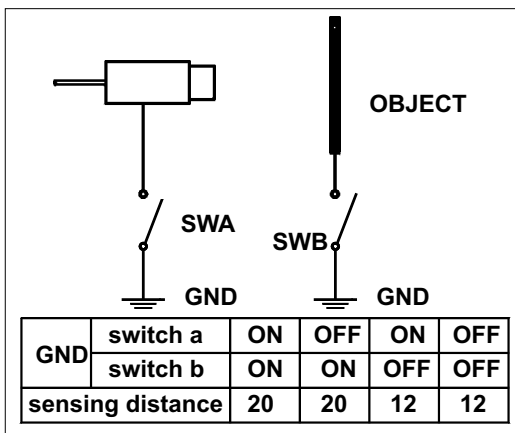 OBJECT
SWA
SWB
GND GND
GND switch a ON OFF ON OFF
switch b ON ON OFF OFF
sensing distance 20 20 12 12